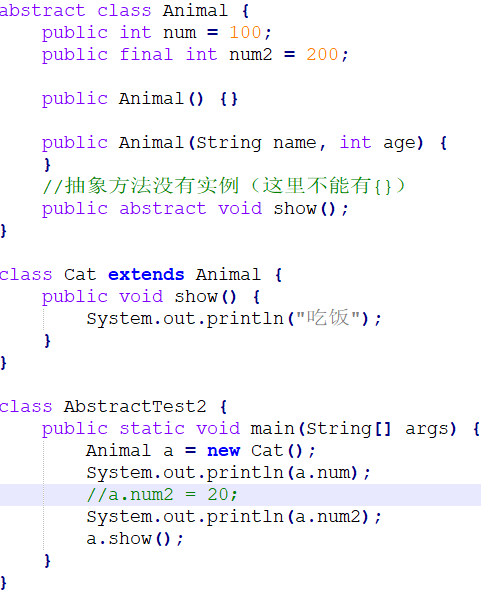 abstract class Animal {
    public int num = 100;
    public final int num2 = 200;

    public Animal() {}

    public Animal(String name, int age) {
    }
    //抽象方法没有实例（这里不能有{}）
    public abstract void show();
}

class Cat extends Animal {
    public void show() {
        System.out.println("吃饭");
    }
}

class AbstractTest2 {
    public static void main(String[] args) {
        Animal a = new Cat();
        System.out.println(a.num);
        //a.num2 = 20;
        System.out.println(a.num2);
        a.show();
    }
}